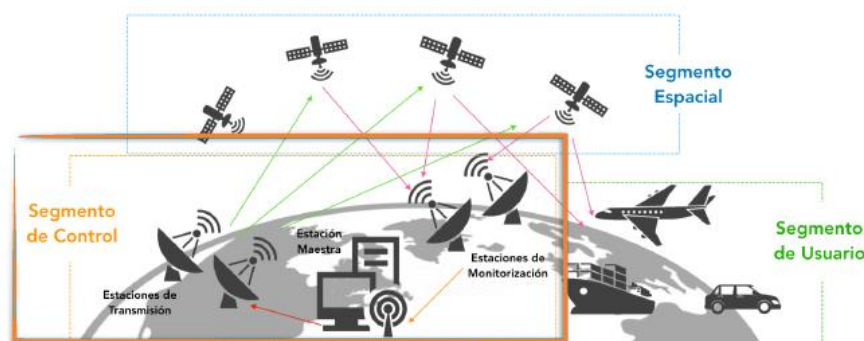 Segmento
Espacial
Segmento
de Control
Estación
Maestra
Estaciones de
Monitorización
Estaciones de
Transmisión
Segmento
de Usuario